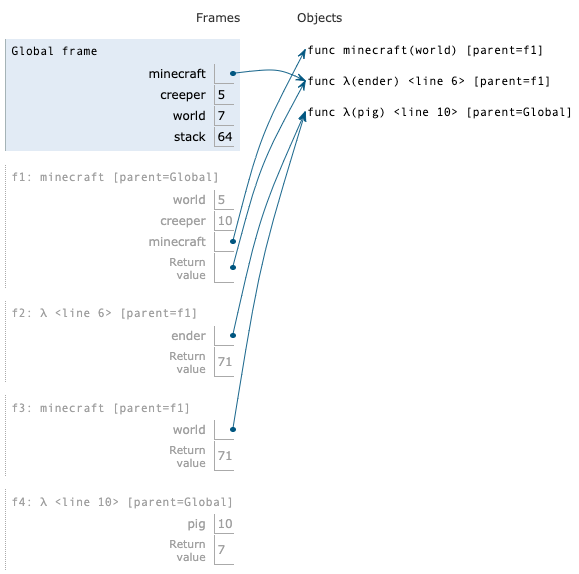 Frames Objects
Global frame
minecraft
creeper 5
world 7
stack 64
func minecraft(world) [parent=f1]
func λ(ender) <line 6> [parent=f1]
func λ(pig) <line 10> [parent=Global]
f1: minecraft [parent=Global]
world 5
creeper 10
minecraft
Return
value
f2: λ <line 6> [parent=f1]
ender
Return
value 71
f3: minecraft [parent=f1]
world
Return
value 71
f4: λ <line 10> [parent=Global]
pig 10
Return
value 7